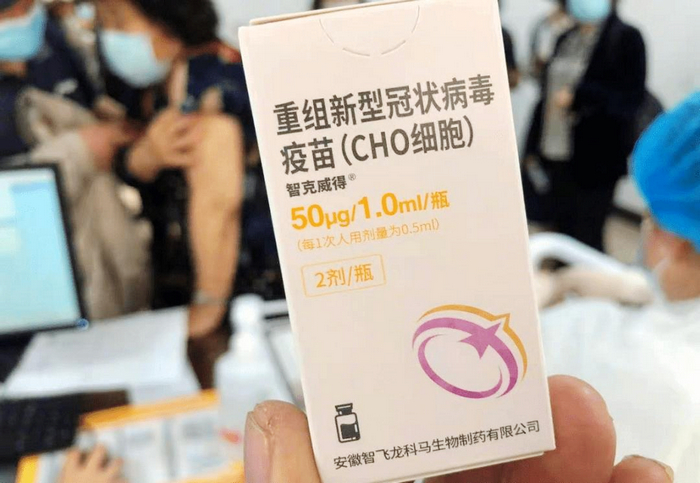 重组新型冠状病毒
疫苗(CHO细胞)
智克威得®
50μg/1.0ml/瓶
(每1次人用剂量为0.5ml)
2剂/瓶
安徽智飞龙科马生物制药有限公司